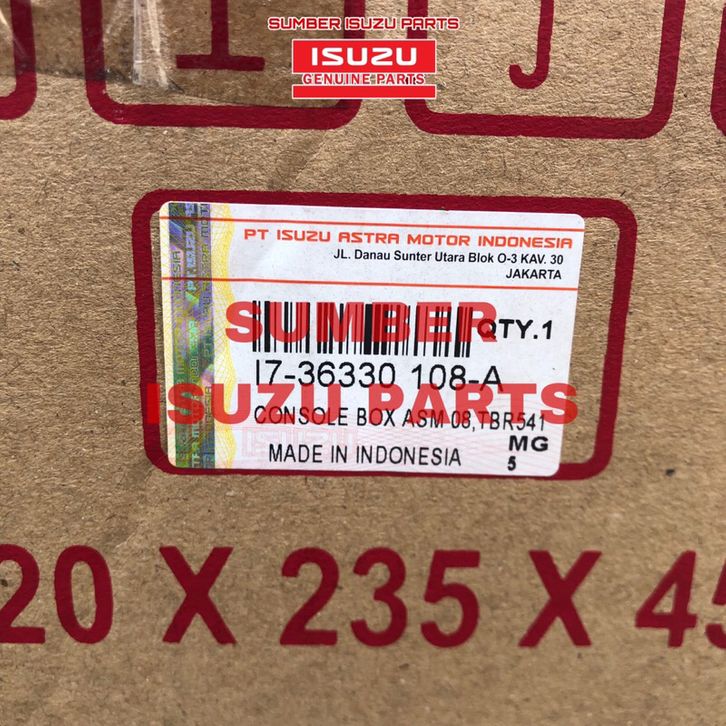 SUMBER ISUZU PARTS
ISUZU
GENUINE PARTS
PT ISUZU ASTRA MOTOR INDONESIA
JL. Danau Sunter Utara Blok O-3 KAV. 30
JAKARTA
SUMBER
QTY.1
I7-36330 108-A
ISUZU PARTS
CONSOLE BOX ASM 08,TBR541
MG
MADE IN INDONESIA
5
20 X 235 X 45